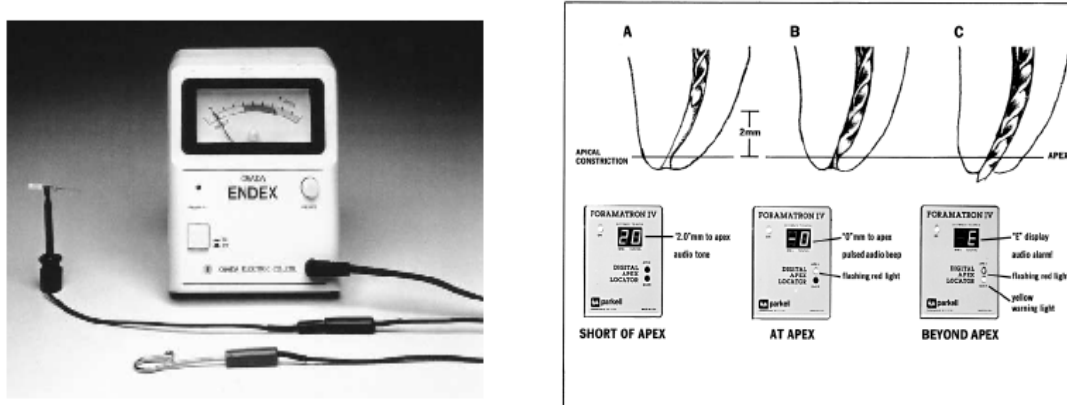 OSADA
ENDEX
OSADA ELECTRIC CO.,LTD.
A
B
C
2mm
APICAL
CONSTRICTION
APEX
FORAMATRON IV
20
"2.0"mm to apex
audio tone
DIGITAL
APEX
LOCATOR
parkell
SHORT OF APEX
FORAMATRON IV
-0
"0"mm to apex
pulsed audio beep
DIGITAL
APEX
LOCATOR
flashing red light
parkell
AT APEX
FORAMATRON IV
E
"E" display
audio alarm!
DIGITAL
APEX
LOCATOR
flashing red light
yellow
warning light
parkell
BEYOND APEX